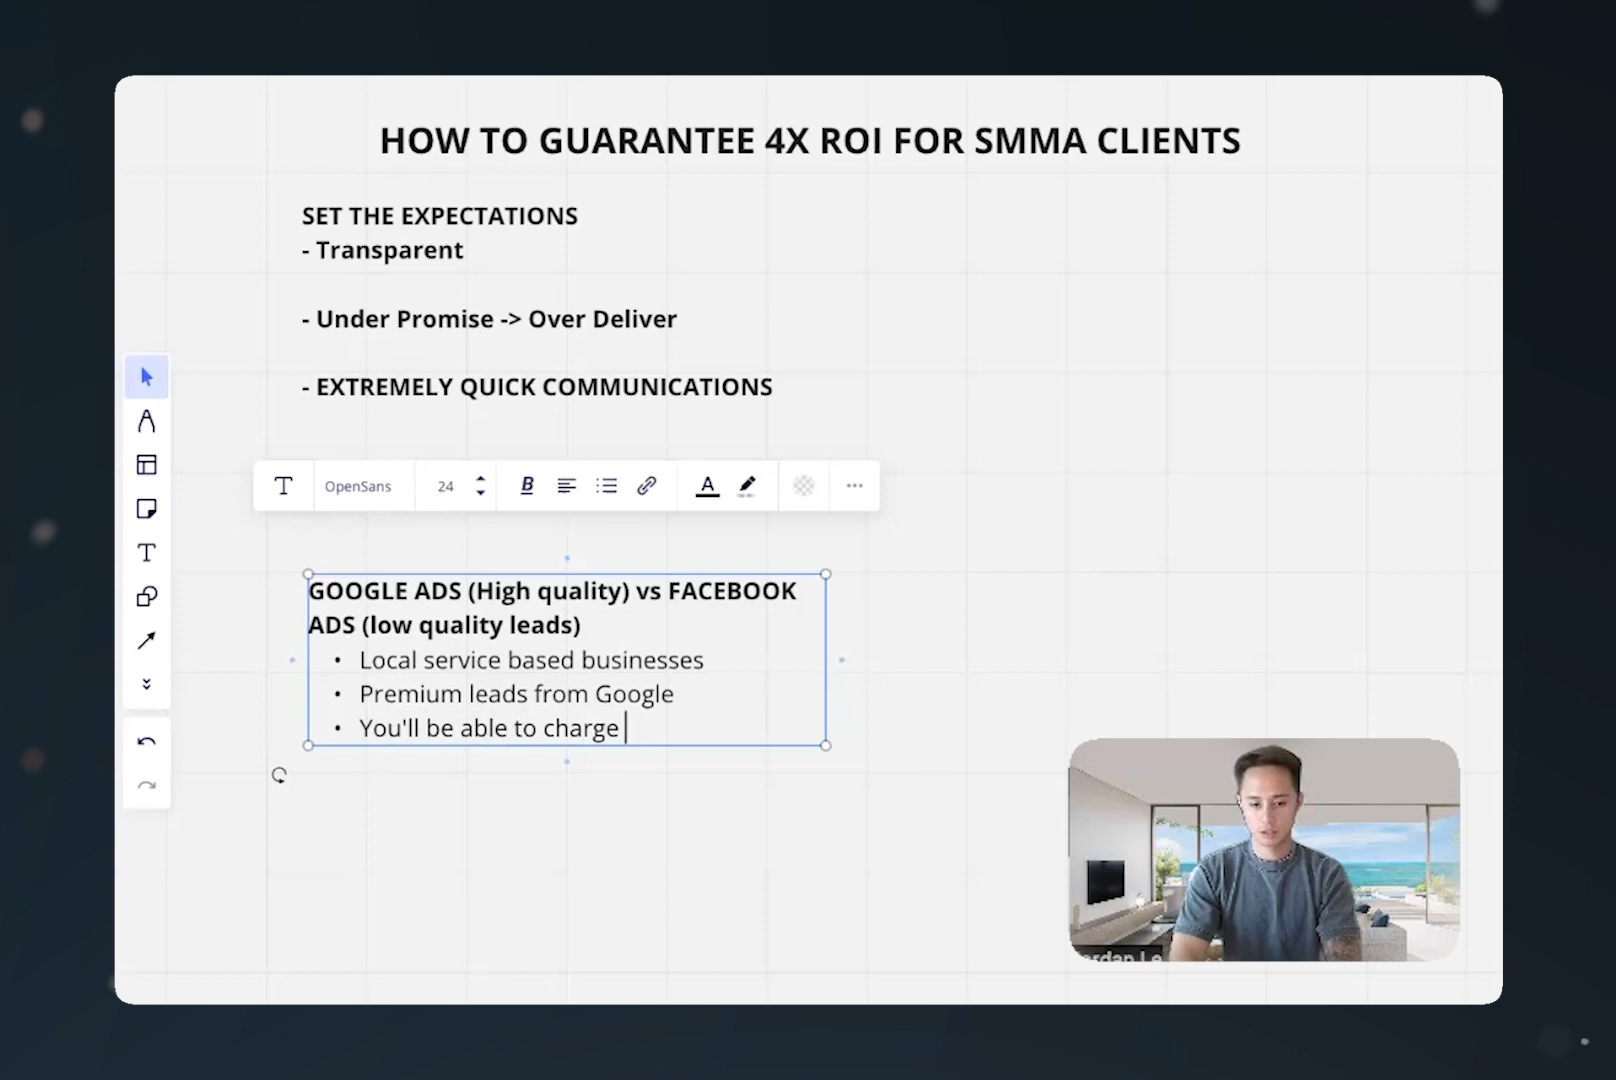 HOW TO GUARANTEE 4X ROI FOR SMMA CLIENTS
SET THE EXPECTATIONS
- Transparent
- Under Promise -> Over Deliver
- EXTREMELY QUICK COMMUNICATIONS
OpenSans 24 B A
GOOGLE ADS (High quality) vs FACEBOOK
ADS (low quality leads)
• Local service based businesses
• Premium leads from Google
• You'll be able to charge